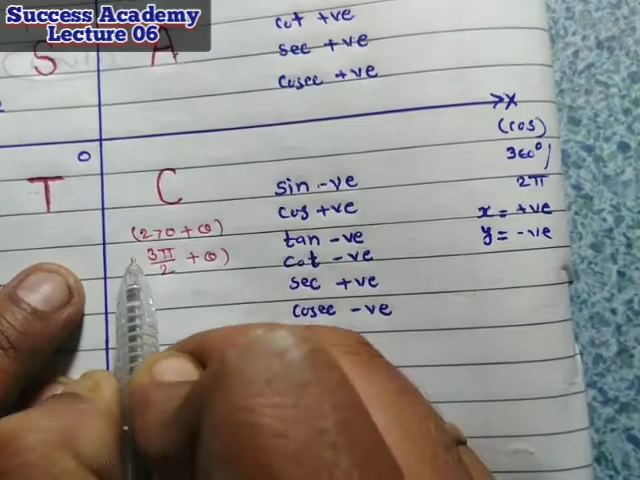 Success Academy
Lecture 06
S
A
cot +ve
sec +ve
cosec +ve
X
(cos)
360°/
2π
O
T
C
sin -ve
cos +ve
tan -ve
cot -ve
sec +ve
cosec -ve
x = +ve
y = -ve
(270 + θ)
(3π/2 + θ)